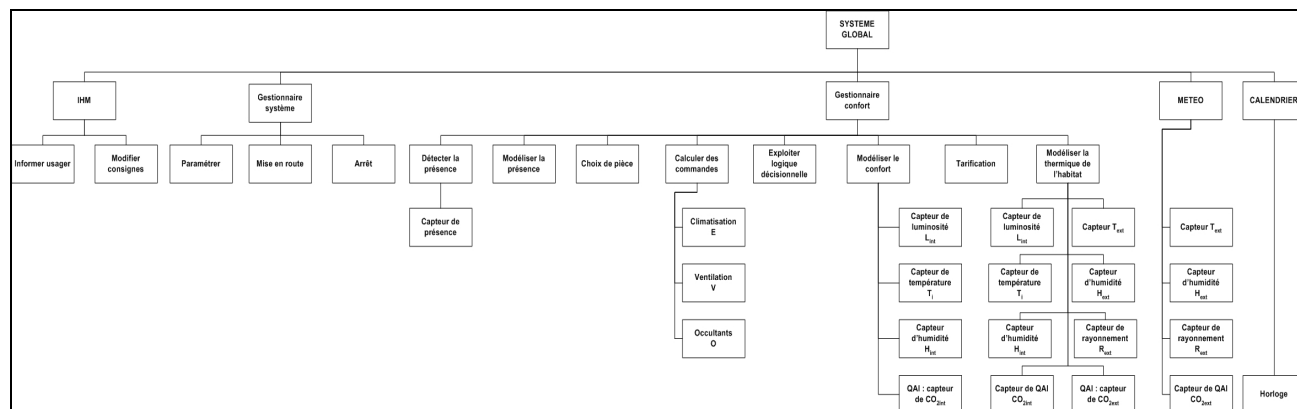 SYSTEME
GLOBAL
IHM
Gestionnaire
système
Gestionnaire
confort
METEO
CALENDRIER
Informer usager
Modifier
consignes
Paramétrer
Mise en route
Arrêt
Détecter la
présence
Modéliser la
présence
Choix de pièce
Calculer des
commandes
Exploiter
logique
décisionnelle
Modéliser le
confort
Tarification
Modéliser la
thermique de
l'habitat
Capteur de
présence
Climatisation
E
Ventilation
V
Occultants
O
Capteur de
luminosité
Lint
Capteur de
température
Ti
Capteur
d'humidité
Hint
QAI : capteur
de CO2int
Capteur de
luminosité
Lint
Capteur Text
Capteur de
température
Ti
Capteur
d'humidité
Hext
Capteur
d'humidité
Hint
Capteur de
rayonnement
Rext
Capteur de QAI
CO2int
QAI : capteur
de CO2ext
Capteur Text
Capteur
d'humidité
Hext
Capteur de
rayonnement
Rext
Capteur de QAI
CO2ext
Horloge